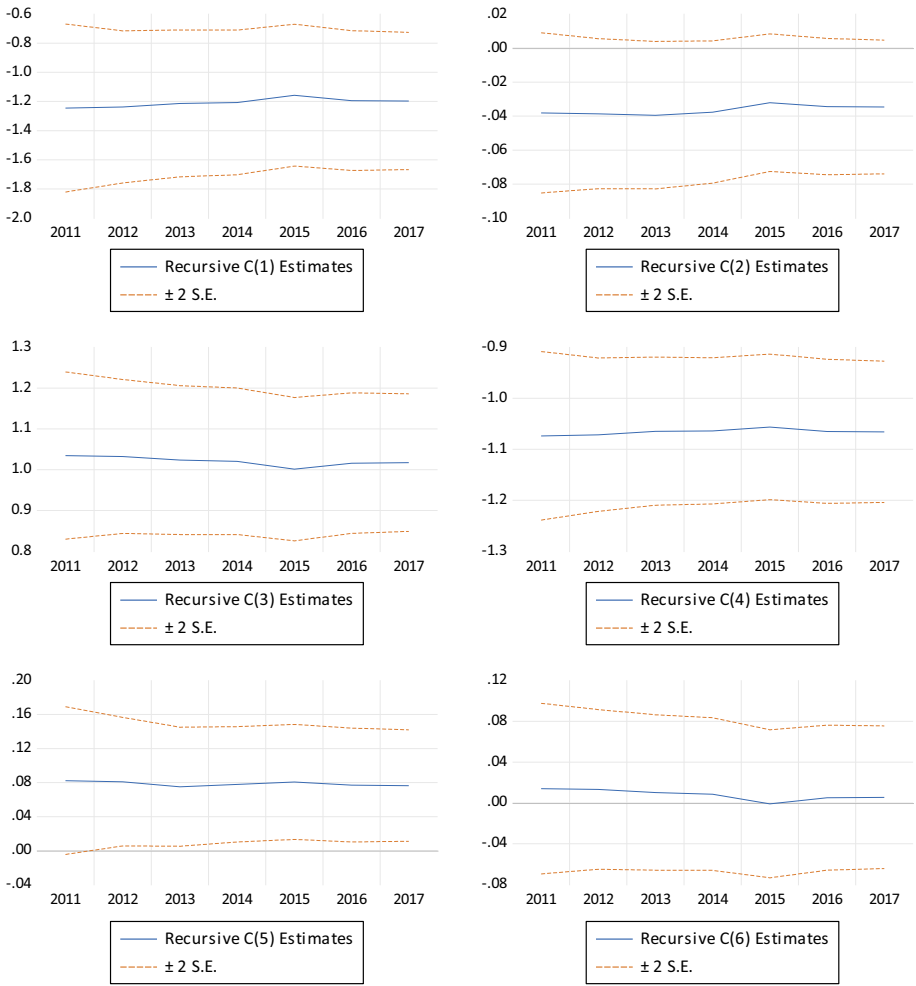 -0.6
-0.8
-1.0
-1.2
-1.4
-1.6
-1.8
-2.0
2011 2012 2013 2014 2015 2016 2017
Recursive C(1) Estimates
± 2 S.E.
.02
.00
-.02
-.04
-.06
-.08
-.10
2011 2012 2013 2014 2015 2016 2017
Recursive C(2) Estimates
± 2 S.E.
1.3
1.2
1.1
1.0
0.9
0.8
2011 2012 2013 2014 2015 2016 2017
Recursive C(3) Estimates
± 2 S.E.
-0.9
-1.0
-1.1
-1.2
-1.3
2011 2012 2013 2014 2015 2016 2017
Recursive C(4) Estimates
± 2 S.E.
.20
.16
.12
.08
.04
.00
-.04
2011 2012 2013 2014 2015 2016 2017
Recursive C(5) Estimates
± 2 S.E.
.12
.08
.04
.00
-.04
-.08
2011 2012 2013 2014 2015 2016 2017
Recursive C(6) Estimates
± 2 S.E.